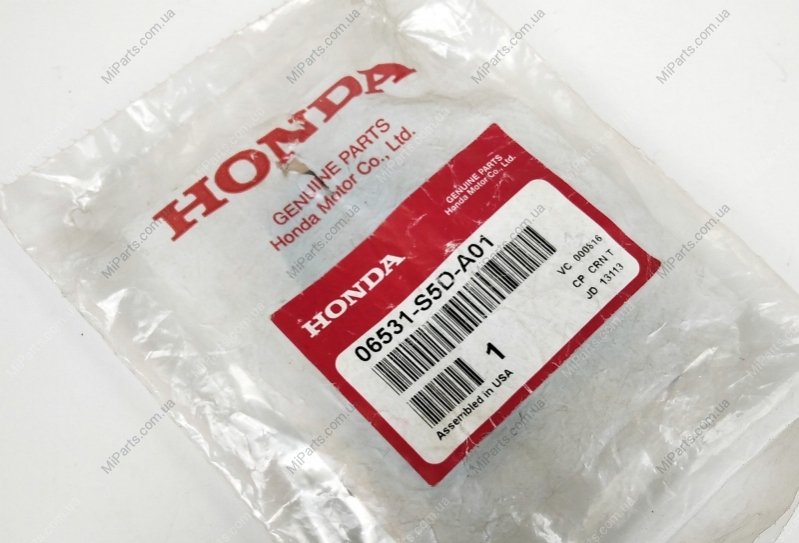 HONDA
GENUINE PARTS
Honda Motor Co., Ltd.
GENUINE PARTS
Honda Motor Co., Ltd.
HONDA
06531-S5D-A01
1
Assembled in USA
VC 000816
CP CRN T
JD 13113
MiParts.com.ua